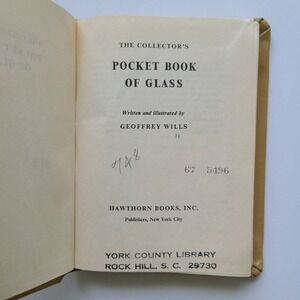 THE COLLECTOR'S
POCKET BOOK
OF GLASS
Written and illustrated by
GEOFFREY WILLS
67 5496
HAWTHORN BOOKS, INC.
Publishers, New York City
YORK COUNTY LIBRARY
ROCK HILL, S. C. 29730